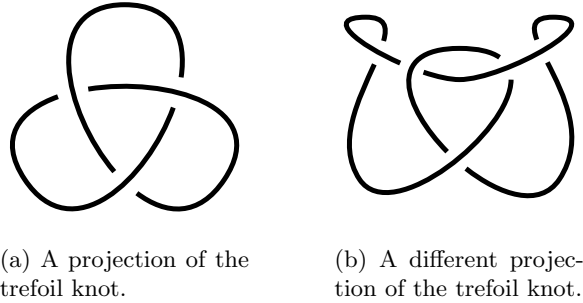 (a) A projection of the
trefoil knot.
(b) A different projec-
tion of the trefoil knot.